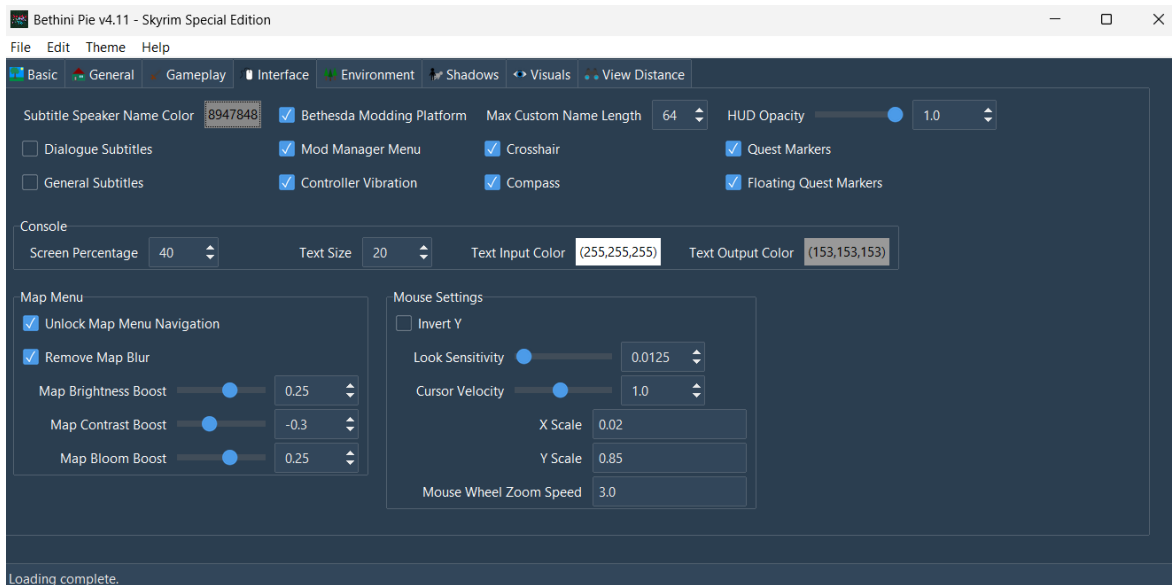 Bethini Pie v4.11 - Skyrim Special Edition
File Edit Theme Help
Basic General Gameplay Interface Environment Shadows Visuals View Distance
Subtitle Speaker Name Color 8947848 Bethesda Modding Platform Max Custom Name Length 64 HUD Opacity 1.0
Dialogue Subtitles Mod Manager Menu Crosshair Quest Markers
General Subtitles Controller Vibration Compass Floating Quest Markers
Console
Screen Percentage 40 Text Size 20 Text Input Color (255,255,255) Text Output Color (153,153,153)
Map Menu
Unlock Map Menu Navigation
Remove Map Blur
Map Brightness Boost 0.25
Map Contrast Boost -0.3
Map Bloom Boost 0.25
Mouse Settings
Invert Y
Look Sensitivity 0.0125
Cursor Velocity 1.0
X Scale 0.02
Y Scale 0.85
Mouse Wheel Zoom Speed 3.0
Loading complete.